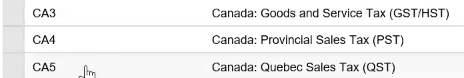 CA3 Canada: Goods and Service Tax (GST/HST)
CA4 Canada: Provincial Sales Tax (PST)
CA5 Canada: Quebec Sales Tax (QST)